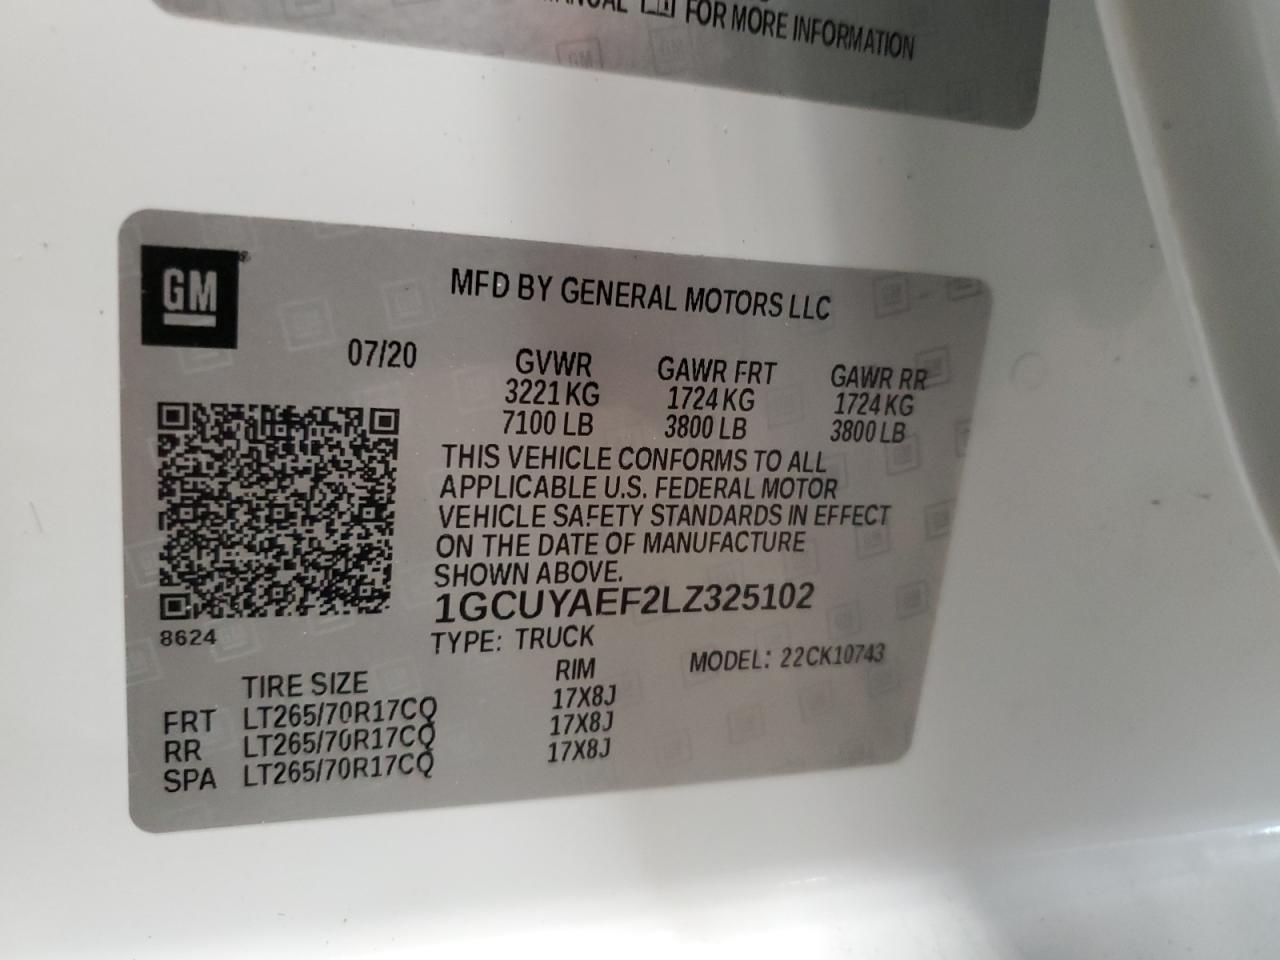 FOR MORE INFORMATION
GM
MFD BY GENERAL MOTORS LLC
07/20
GVWR GAWR FRT GAWR RR
3221 KG 1724 KG 1724 KG
7100 LB 3800 LB 3800 LB
THIS VEHICLE CONFORMS TO ALL
APPLICABLE U.S. FEDERAL MOTOR
VEHICLE SAFETY STANDARDS IN EFFECT
ON THE DATE OF MANUFACTURE
SHOWN ABOVE.
1GCUYAEF2LZ325102
8624
TYPE: TRUCK
MODEL: 22CK10743
TIRE SIZE RIM
FRT LT265/70R17CQ 17X8J
RR LT265/70R17CQ 17X8J
SPA LT265/70R17CQ 17X8J